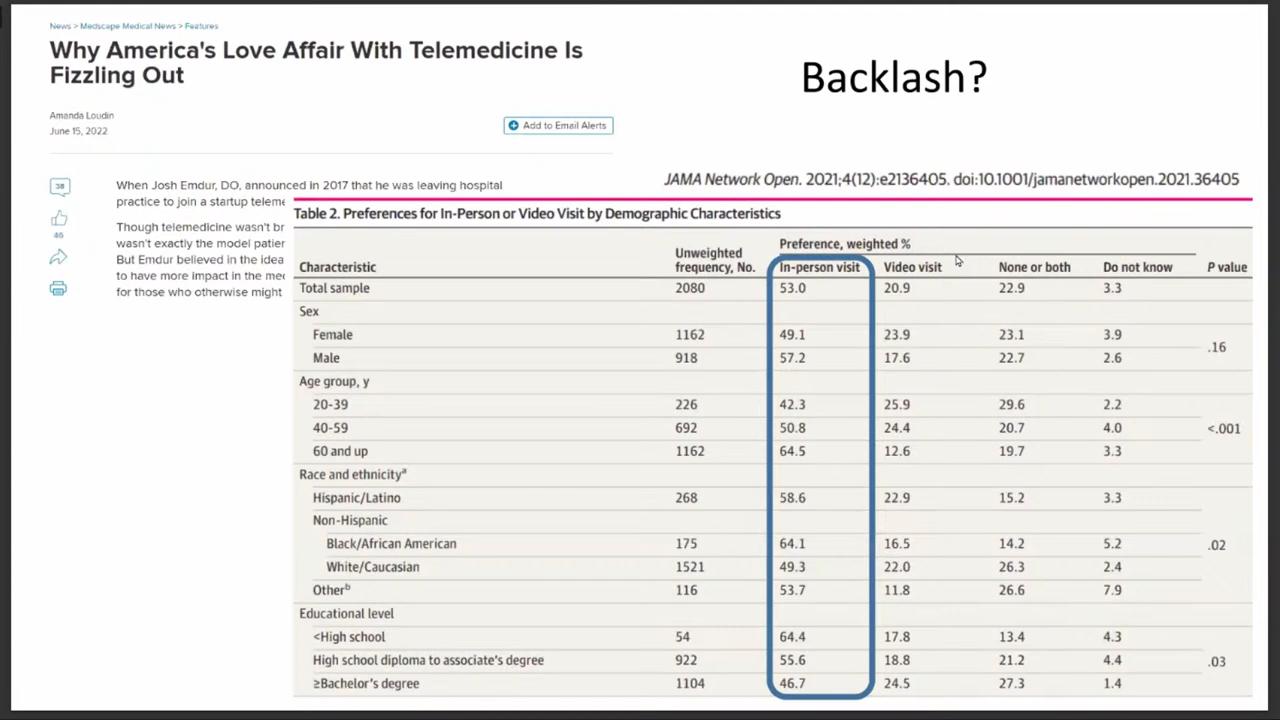 News > Medscape Medical News > Features
Why America's Love Affair With Telemedicine Is
Fizzling Out
Backlash?
Amanda Loudin
June 15, 2022
Add to Email Alerts
38
46
When Josh Emdur, DO, announced in 2017 that he was leaving hospital
practice to join a startup teleme
Though telemedicine wasn't br
wasn't exactly the model patier
But Emdur believed in the idea
to have more impact in the mec
for those who otherwise might
JAMA Network Open. 2021;4(12):e2136405. doi:10.1001/jamanetworkopen.2021.36405
Table 2. Preferences for In-Person or Video Visit by Demographic Characteristics
Characteristic Unweighted frequency, No. Preference, weighted % In-person visit Video visit None or both Do not know P value
Total sample 2080 53.0 20.9 22.9 3.3
Sex
Female 1162 49.1 23.9 23.1 3.9
.16
Male 918 57.2 17.6 22.7 2.6
Age group, y
20-39 226 42.3 25.9 29.6 2.2
40-59 692 50.8 24.4 20.7 4.0 <.001
60 and up 1162 64.5 12.6 19.7 3.3
Race and ethnicityᵃ
Hispanic/Latino 268 58.6 22.9 15.2 3.3
Non-Hispanic
Black/African American 175 64.1 16.5 14.2 5.2 .02
White/Caucasian 1521 49.3 22.0 26.3 2.4
Otherᵇ 116 53.7 11.8 26.6 7.9
Educational level
<High school 54 64.4 17.8 13.4 4.3
High school diploma to associate's degree 922 55.6 18.8 21.2 4.4 .03
≥Bachelor's degree 1104 46.7 24.5 27.3 1.4